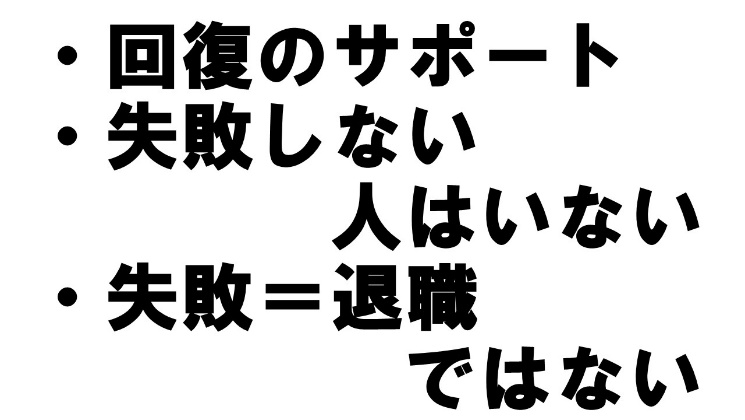 ・回復のサポート
・失敗しない
人はいない
・失敗＝退職
ではない